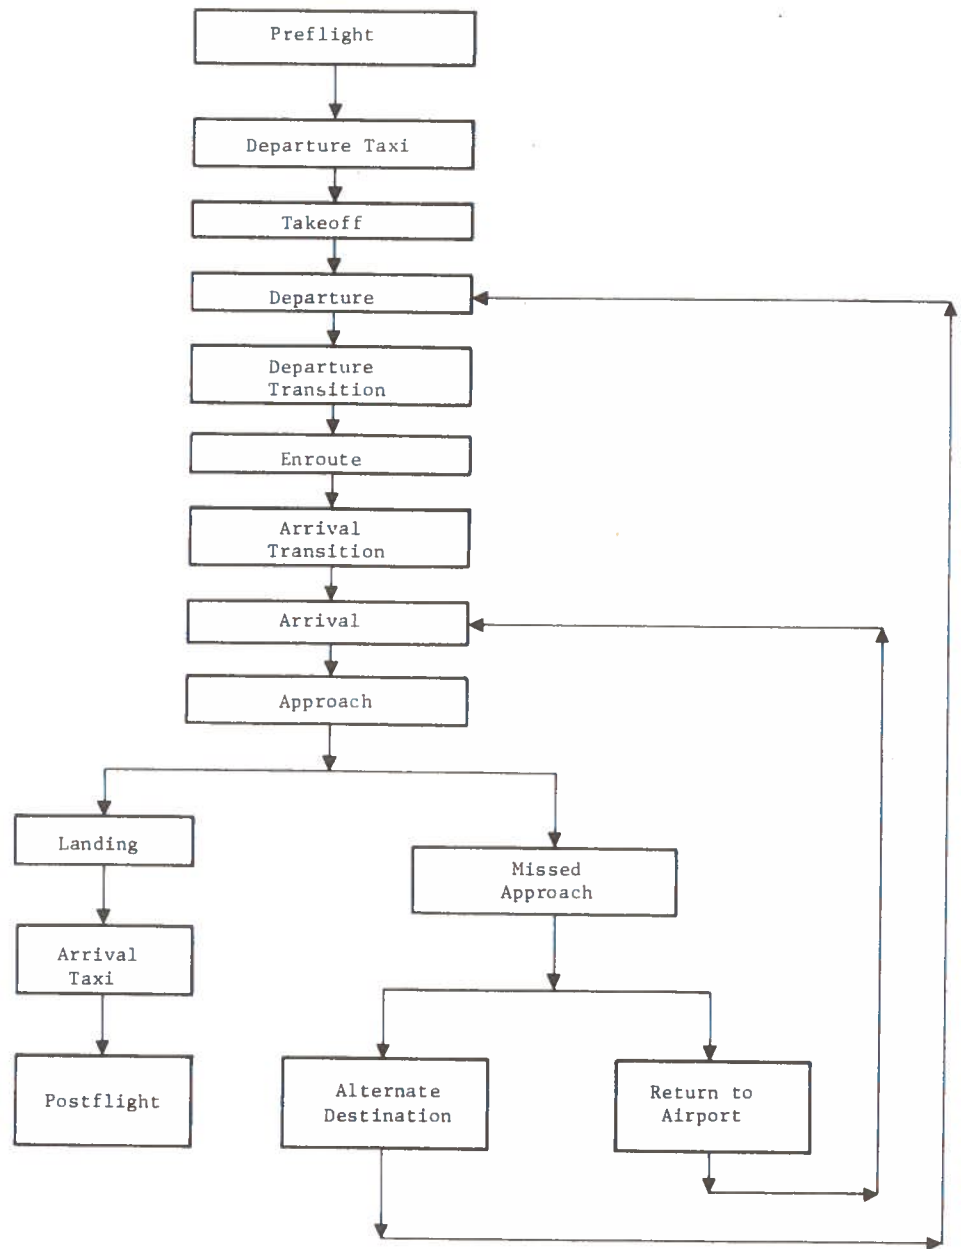 Preflight
Departure Taxi
Takeoff
Departure
Departure
Transition
Enroute
Arrival
Transition
Arrival
Approach
Landing
Missed
Approach
Arrival
Taxi
Postflight
Alternate
Destination
Return to
Airport